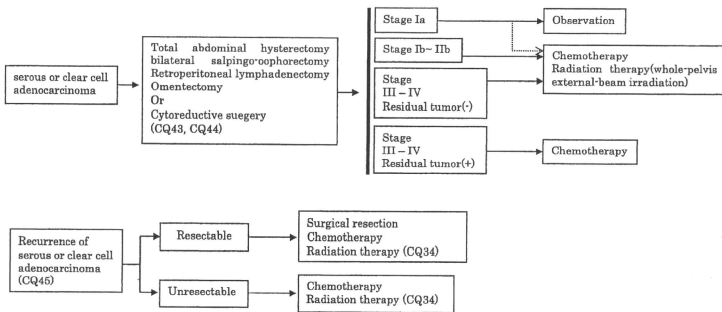 serous or clear cell
adenocarcinoma
Total abdominal hysterectomy
bilateral salpingo-oophorectomy
Retroperitoneal lymphadenectomy
Omentectomy
Or
Cytoreductive suegery
(CQ43, CQ44)
Stage Ia
Observation
Stage Ib~ IIb
Chemotherapy
Radiation therapy(whole-pelvis
external-beam irradiation)
Stage
III – IV
Residual tumor(-)
Stage
III – IV
Residual tumor(+)
Chemotherapy
Recurrence of
serous or clear cell
adenocarcinoma
(CQ45)
Resectable
Surgical resection
Chemotherapy
Radiation therapy (CQ34)
Unresectable
Chemotherapy
Radiation therapy (CQ34)